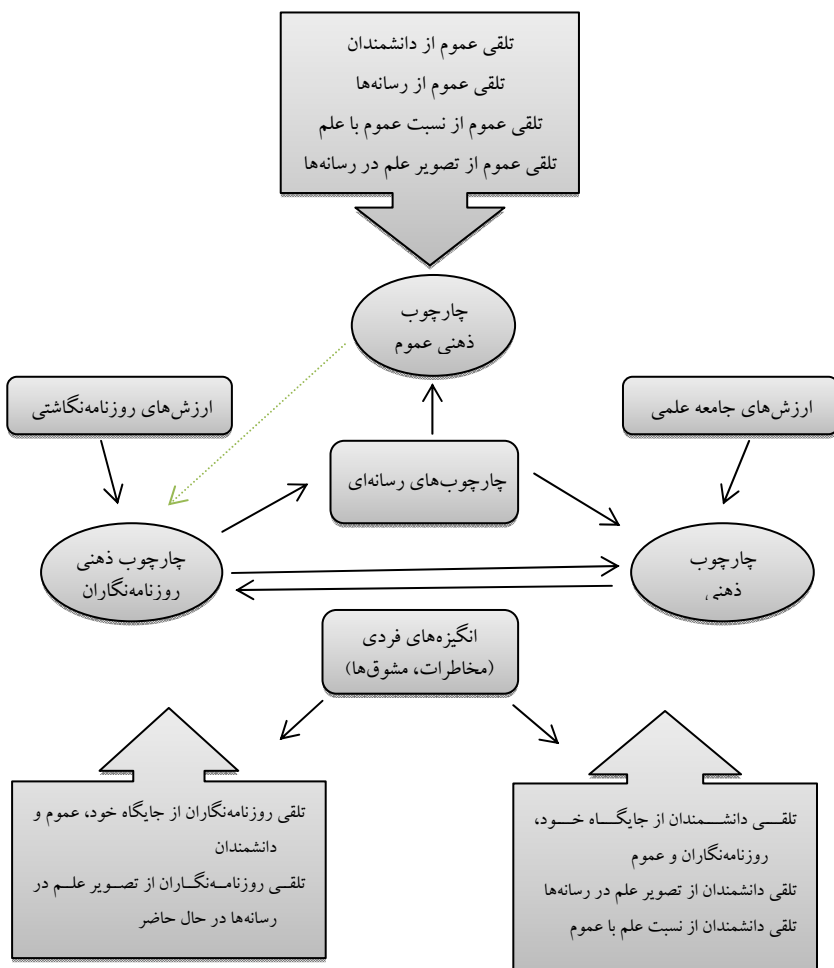 تلقی عموم از دانشمندان
تلقی عموم از رسانه‌ها
تلقی عموم از نسبت عموم با علم
تلقی عموم از تصویر علم در رسانه‌ها
چارچوب
ذهنی عموم
ارزش‌های روزنامه‌نگاشتی
ارزش‌های جامعه علمی
چارچوب‌های رسانه‌ای
چارچوب ذهنی
روزنامه‌نگاران
چارچوب
ذهنی
انگیزه‌های فردی
(مخاطرات، مشوق‌ها)
تلقی روزنامه‌نگاران از جایگاه خود، عموم و
دانشمندان
تلقی روزنامه‌نگاران از تصویر علم در
رسانه‌ها در حال حاضر
تلقی دانشمندان از جایگاه خود،
روزنامه‌نگاران و عموم
تلقی دانشمندان از تصویر علم در رسانه‌ها
تلقی دانشمندان از نسبت علم با عموم